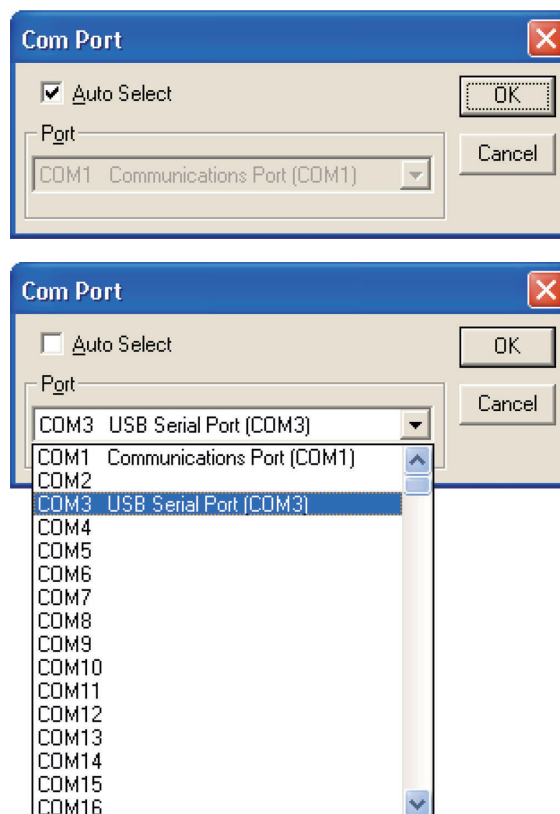 Com Port
Auto Select
OK
Port
Cancel
COM1 Communications Port (COM1)
Com Port
Auto Select
OK
Port
Cancel
COM3 USB Serial Port (COM3)
COM1 Communications Port (COM1)
COM2
COM3 USB Serial Port (COM3)
COM4
COM5
COM6
COM7
COM8
COM9
COM10
COM11
COM12
COM13
COM14
COM15
COM16